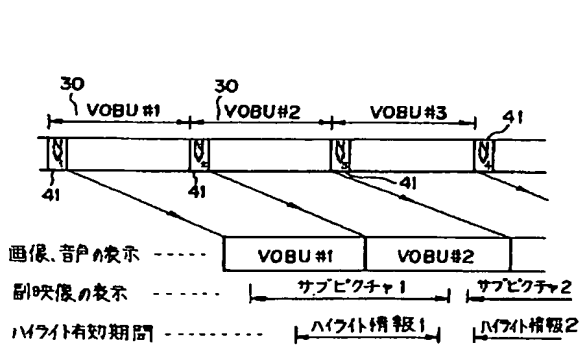 30 30
VOBU#1 VOBU#2 VOBU#3
41
41 41 41
画像、音声の表示 VOBU#1 VOBU#2
副映像の表示 サブピクチャ1 サブピクチャ2
ハイライト有効期間 ハイライト情報1 ハイライト情報2